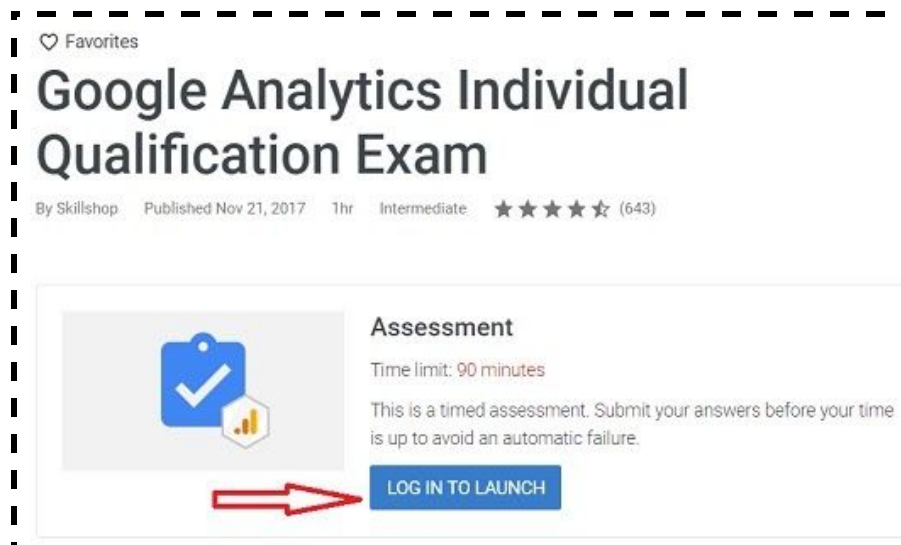 Favorites
Google Analytics Individual
Qualification Exam
By Skillshop Published Nov 21, 2017 1hr Intermediate (643)
Assessment
Time limit: 90 minutes
This is a timed assessment. Submit your answers before your time
is up to avoid an automatic failure.
LOG IN TO LAUNCH